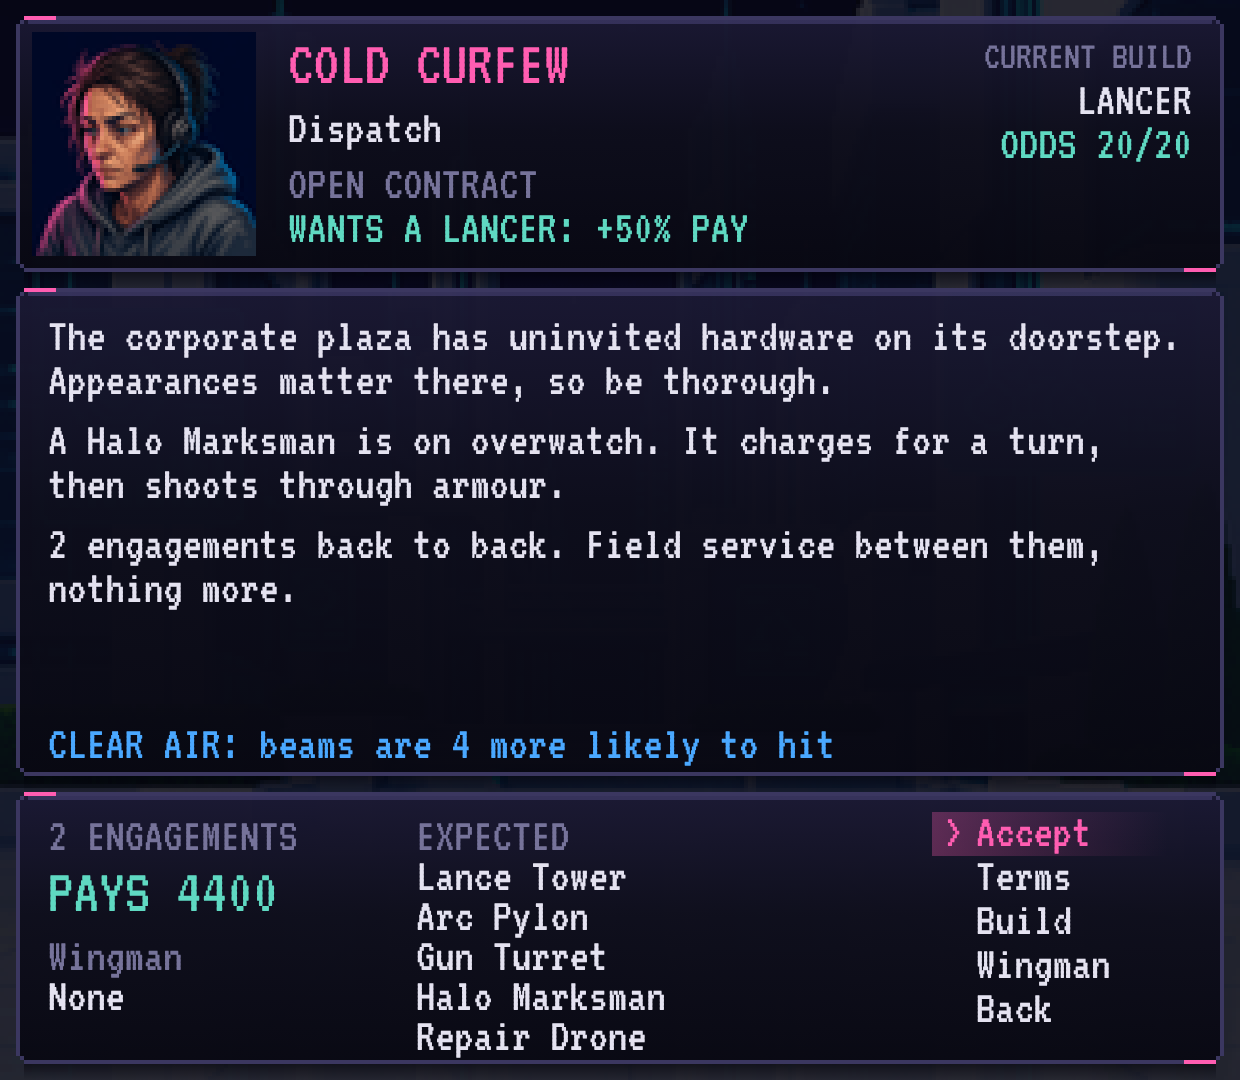 COLD CURFEW
Dispatch
OPEN CONTRACT
WANTS A LANCER: +50% PAY
CURRENT BUILD
LANCER
ODDS 20/20
The corporate plaza has uninvited hardware on its doorstep.
Appearances matter there, so be thorough.
A Halo Marksman is on overwatch. It charges for a turn,
then shoots through armour.
2 engagements back to back. Field service between them,
nothing more.
CLEAR AIR: beams are 4 more likely to hit
2 ENGAGEMENTS
PAYS 4400
Wingman
None
EXPECTED
Lance Tower
Arc Pylon
Gun Turret
Halo Marksman
Repair Drone
> Accept
Terms
Build
Wingman
Back